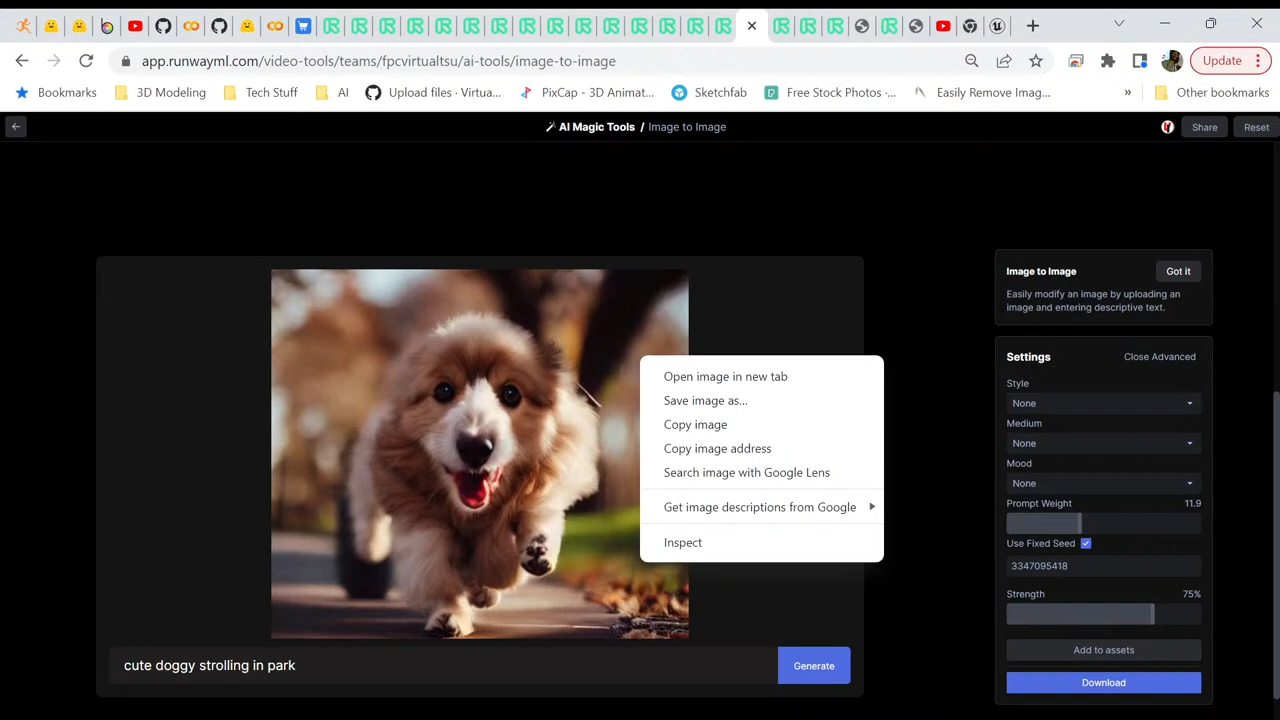 app.runwayml.com/video-tools/teams/fpcvirtualtsu/ai-tools/image-to-image
Update
Bookmarks
3D Modeling
Tech Stuff
AI
Upload files · Virtua...
PixCap - 3D Animat...
Sketchfab
Free Stock Photos ·...
Easily Remove Imag...
»
Other bookmarks
AI Magic Tools / Image to Image
Share
Reset
Open image in new tab
Save image as...
Copy image
Copy image address
Search image with Google Lens
Get image descriptions from Google
Inspect
cute doggy strolling in park
Generate
Image to Image
Got it
Easily modify an image by uploading an
image and entering descriptive text.
Settings
Close Advanced
Style
None
Medium
None
Mood
None
Prompt Weight
11.9
Use Fixed Seed
3347095418
Strength
75%
Add to assets
Download